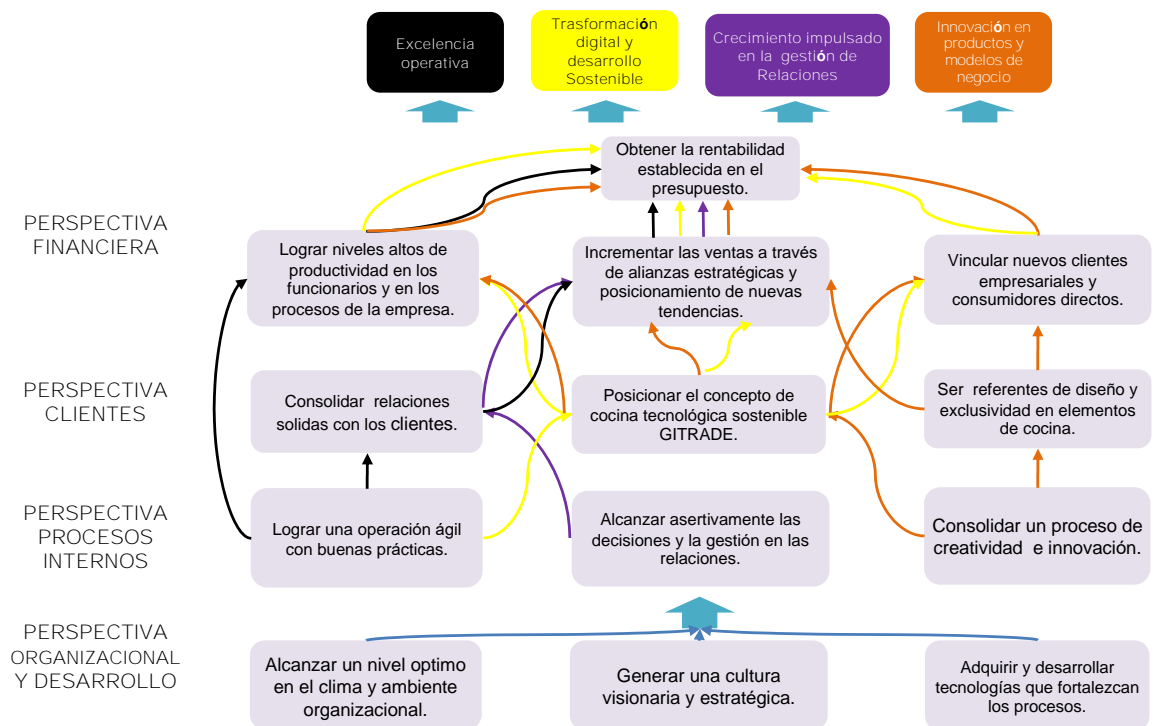 Excelencia
operativa
Trasformación
digital y
desarrollo
Sostenible
Crecimiento impulsado
en la gestión de
Relaciones
Innovación en
productos y
modelos de
negocio
Obtener la rentabilidad
establecida en el
presupuesto.
PERSPECTIVA
FINANCIERA
Lograr niveles altos de
productividad en los
funcionarios y en los
procesos de la empresa.
Incrementar las ventas a través
de alianzas estratégicas y
posicionamiento de nuevas
tendencias.
Vincular nuevos clientes
empresariales y
consumidores directos.
PERSPECTIVA
CLIENTES
Consolidar relaciones
solidas con los clientes.
Posicionar el concepto de
cocina tecnológica sostenible
GITRADE.
Ser referentes de diseño y
exclusividad en elementos
de cocina.
PERSPECTIVA
PROCESOS
INTERNOS
Lograr una operación ágil
con buenas prácticas.
Alcanzar asertivamente las
decisiones y la gestión en las
relaciones.
Consolidar un proceso de
creatividad e innovación.
PERSPECTIVA
ORGANIZACIONAL
Y DESARROLLO
Alcanzar un nivel optimo
en el clima y ambiente
organizacional.
Generar una cultura
visionaria y estratégica.
Adquirir y desarrollar
tecnologías que fortalezcan
los procesos.